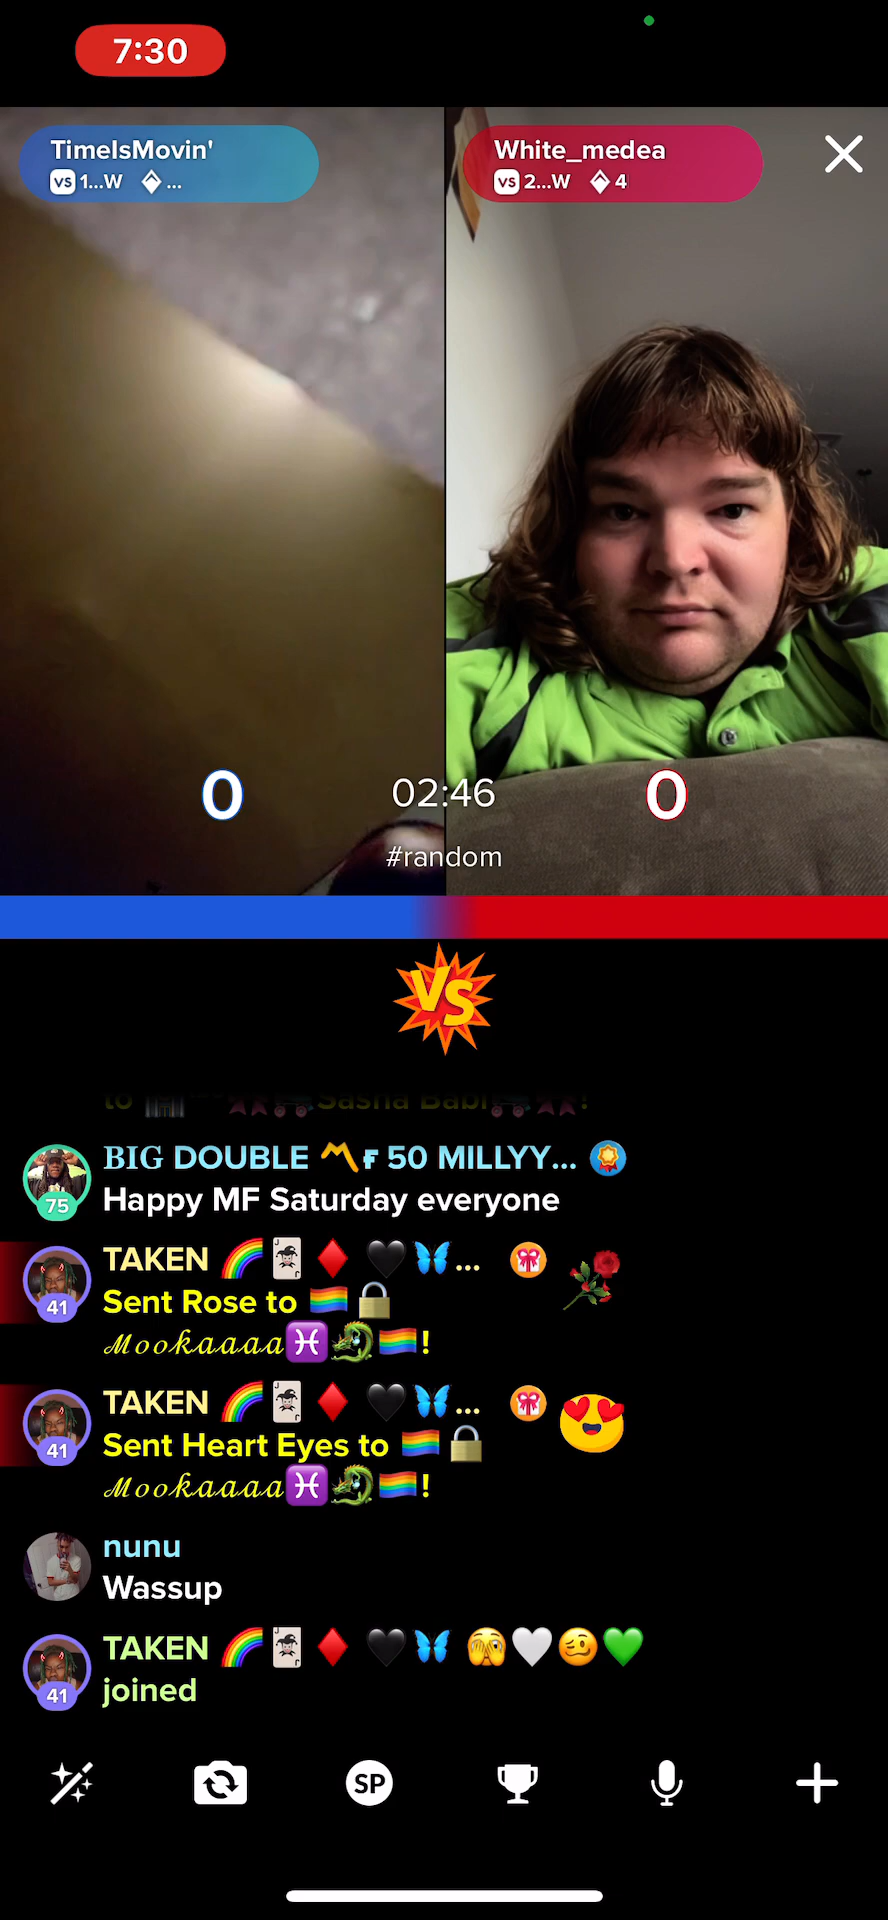 7:30
TimeIsMovin'
VS 1...W ...
White_medea
VS 2...W 4
0
02:46
0
#random
VS
BIG DOUBLE 〽️ 50 MILLYY...
75
Happy MF Saturday everyone
TAKEN 🌈🃏♦️ 🖤🦋...
Sent Rose to 🏳️‍🌈🔒
41
𝓜𝓸𝓸𝓴𝓪𝓪𝓪𝓪♓🐉🏳️‍🌈!
TAKEN 🌈🃏♦️ 🖤🦋...
Sent Heart Eyes to 🏳️‍🌈🔒
41
𝓜𝓸𝓸𝓴𝓪𝓪𝓪𝓪♓🐉🏳️‍🌈!
nunu
Wassup
TAKEN 🌈🃏♦️ 🖤🦋 🫣🤍🥴💚
41
joined
SP